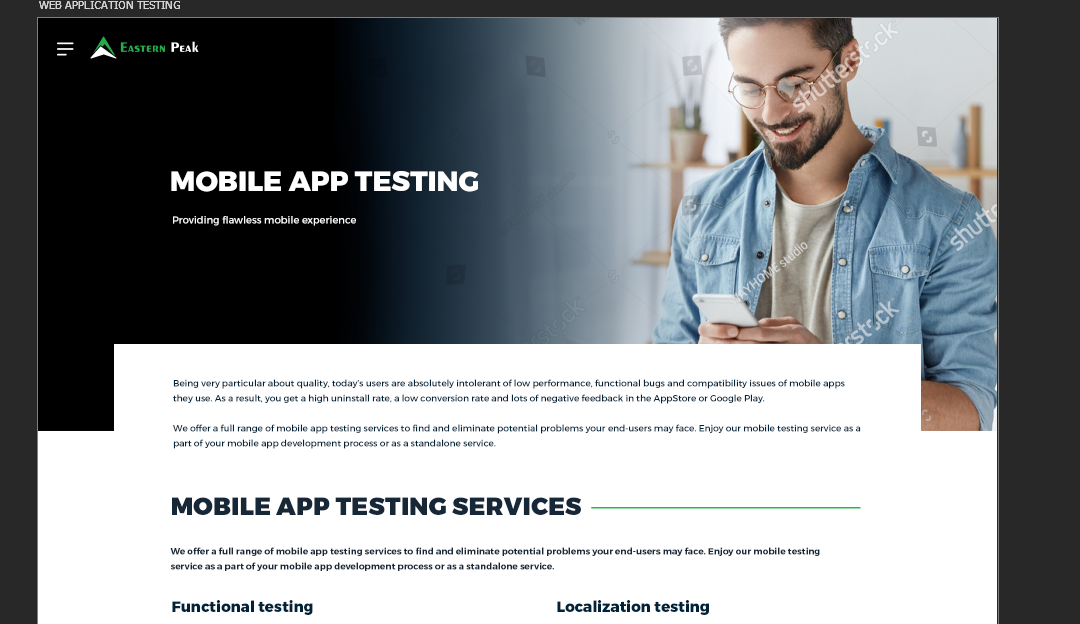 WEB APPLICATION TESTING
EASTERN PEAK
shutterstock
MOBILE APP TESTING
Providing flawless mobile experience
shutte
AYHOME studio
rstock
Being very particular about quality, today's users are absolutely intolerant of low performance, functional bugs and compatibility issues of mobile apps
they use. As a result, you get a high uninstall rate, a low conversion rate and lots of negative feedback in the AppStore or Google Play.
We offer a full range of mobile app testing services to find and eliminate potential problems your end-users may face. Enjoy our mobile testing service as a
part of your mobile app development process or as a standalone service.
MOBILE APP TESTING SERVICES
We offer a full range of mobile app testing services to find and eliminate potential problems your end-users may face. Enjoy our mobile testing
service as a part of your mobile app development process or as a standalone service.
Functional testing
Localization testing